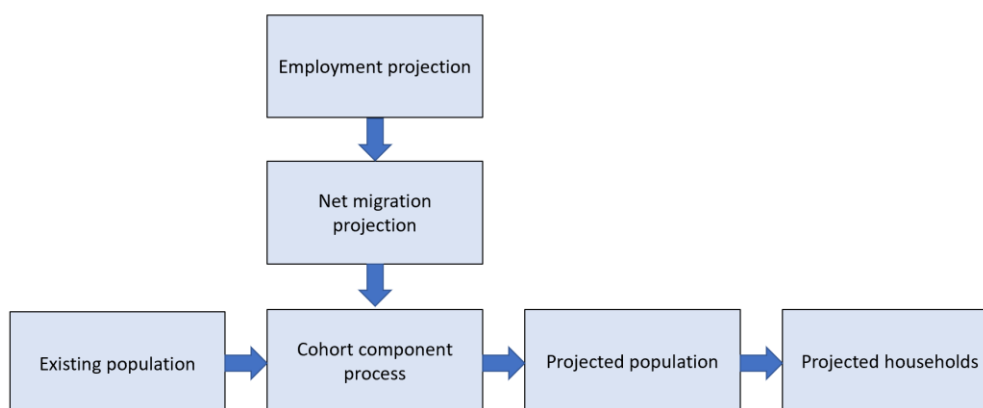 Employment projection
Net migration
projection
Existing population
Cohort component
process
Projected population
Projected households